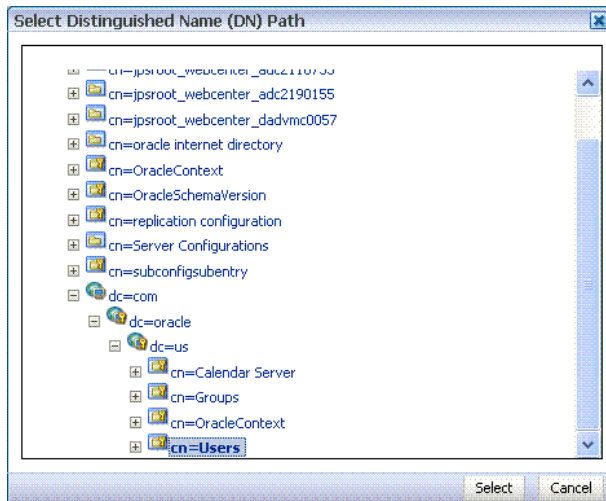 Select Distinguished Name (DN) Path
cn=jpsroot_webcenter_adc2110755
cn=jpsroot_webcenter_adc2190155
cn=jpsroot_webcenter_dadvmc0057
cn=oracle internet directory
cn=OracleContext
cn=OracleSchemaVersion
cn=replication configuration
cn=Server Configurations
cn=subconfigsubentry
dc=com
dc=oracle
dc=us
cn=Calendar Server
cn=Groups
cn=OracleContext
cn=Users
Select Cancel